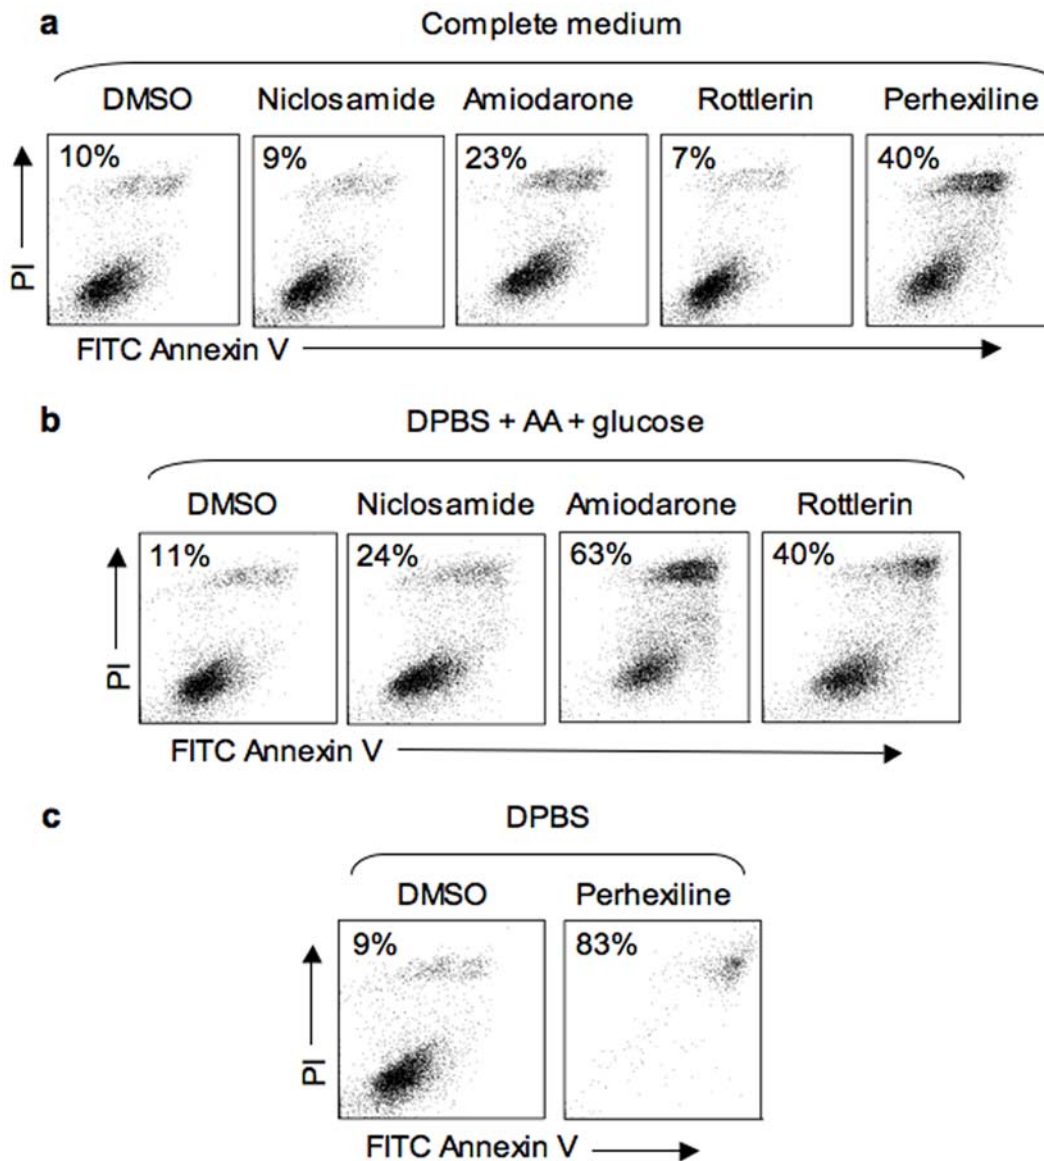 a
Complete medium
DMSO Niclosamide Amiodarone Rottlerin Perhexiline
10% 9% 23% 7% 40%
PI
FITC Annexin V
b
DPBS + AA + glucose
DMSO Niclosamide Amiodarone Rottlerin
11% 24% 63% 40%
PI
FITC Annexin V
c
DPBS
DMSO Perhexiline
9% 83%
PI
FITC Annexin V